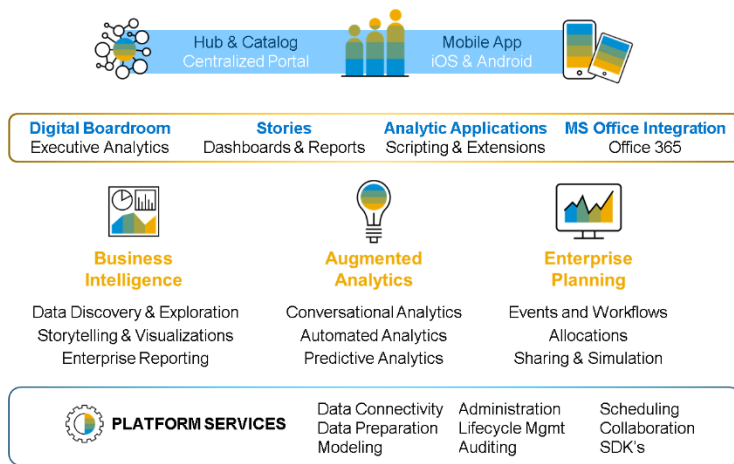 Hub & Catalog
Centralized Portal
Mobile App
iOS & Android
Digital Boardroom
Executive Analytics
Stories
Dashboards & Reports
Analytic Applications
Scripting & Extensions
MS Office Integration
Office 365
Business
Intelligence
Data Discovery & Exploration
Storytelling & Visualizations
Enterprise Reporting
Augmented
Analytics
Conversational Analytics
Automated Analytics
Predictive Analytics
Enterprise
Planning
Events and Workflows
Allocations
Sharing & Simulation
PLATFORM SERVICES
Data Connectivity
Data Preparation
Modeling
Administration
Lifecycle Mgmt
Auditing
Scheduling
Collaboration
SDK's